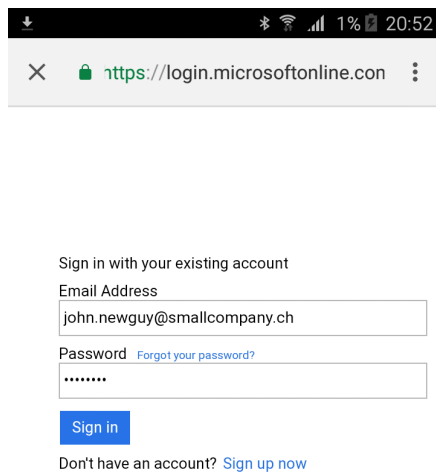 1% 20:52
https://login.microsoftonline.con
Sign in with your existing account
Email Address
john.newguy@smallcompany.ch
Password Forgot your password?
••••••••
Sign in
Don't have an account? Sign up now